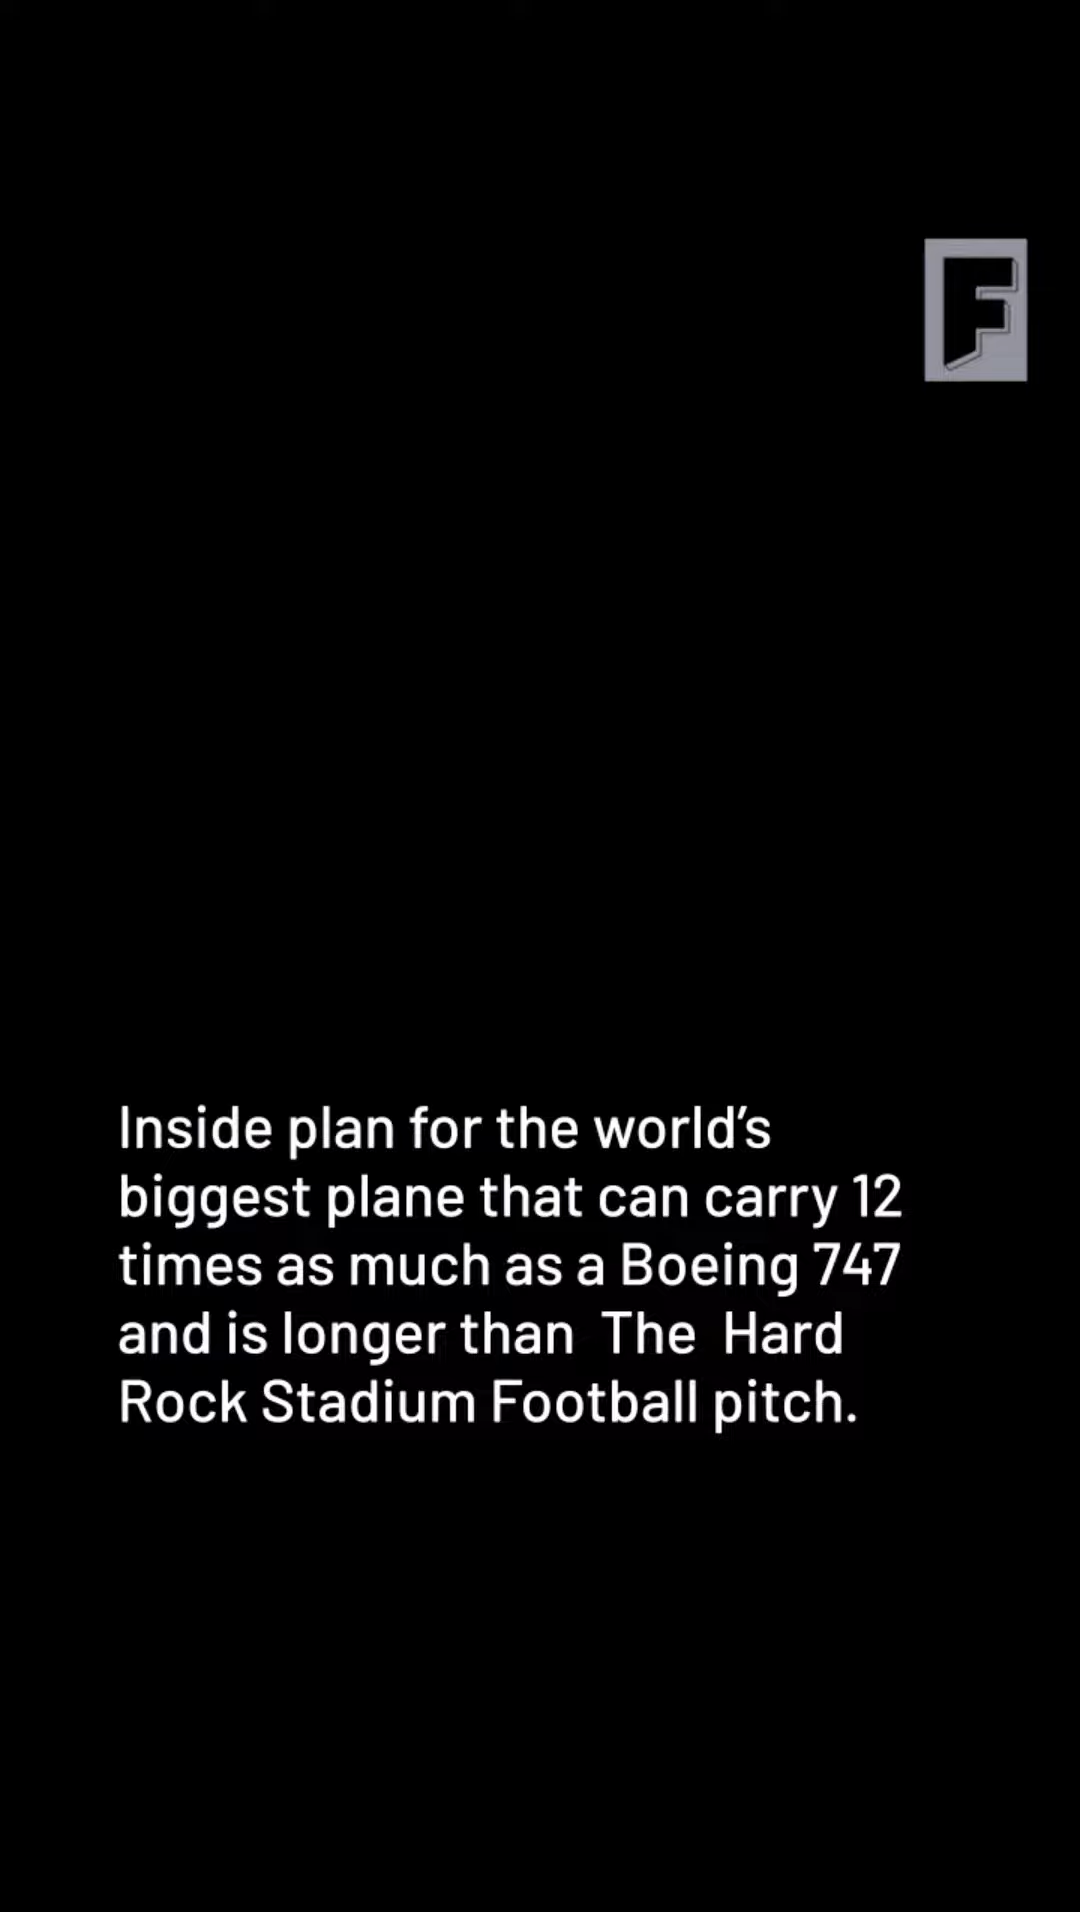 F
Inside plan for the world’s
biggest plane that can carry 12
times as much as a Boeing 747
and is longer than  The  Hard
Rock Stadium Football pitch.